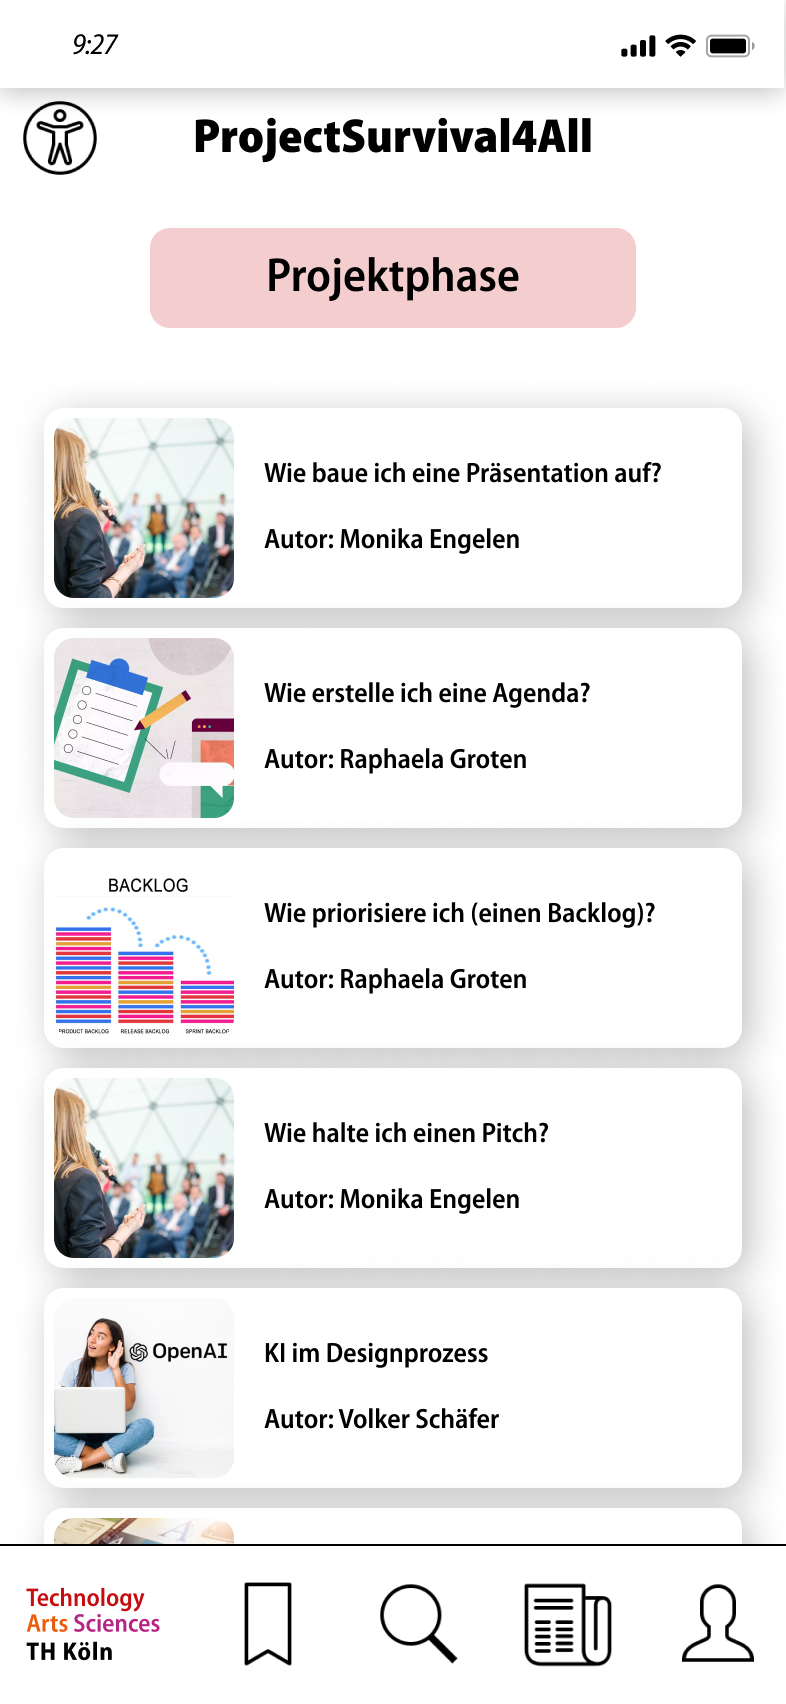 9:27
ProjectSurvival4All
Projektphase
Wie baue ich eine Präsentation auf?
Autor: Monika Engelen
Wie erstelle ich eine Agenda?
Autor: Raphaela Groten
BACKLOG
PRODUCT BACKLOG RELEASE BACKLOG SPRINT BACKLOP
Wie priorisiere ich (einen Backlog)?
Autor: Raphaela Groten
Wie halte ich einen Pitch?
Autor: Monika Engelen
OpenAI
KI im Designprozess
Autor: Volker Schäfer
A
Technology
Arts Sciences
TH Köln